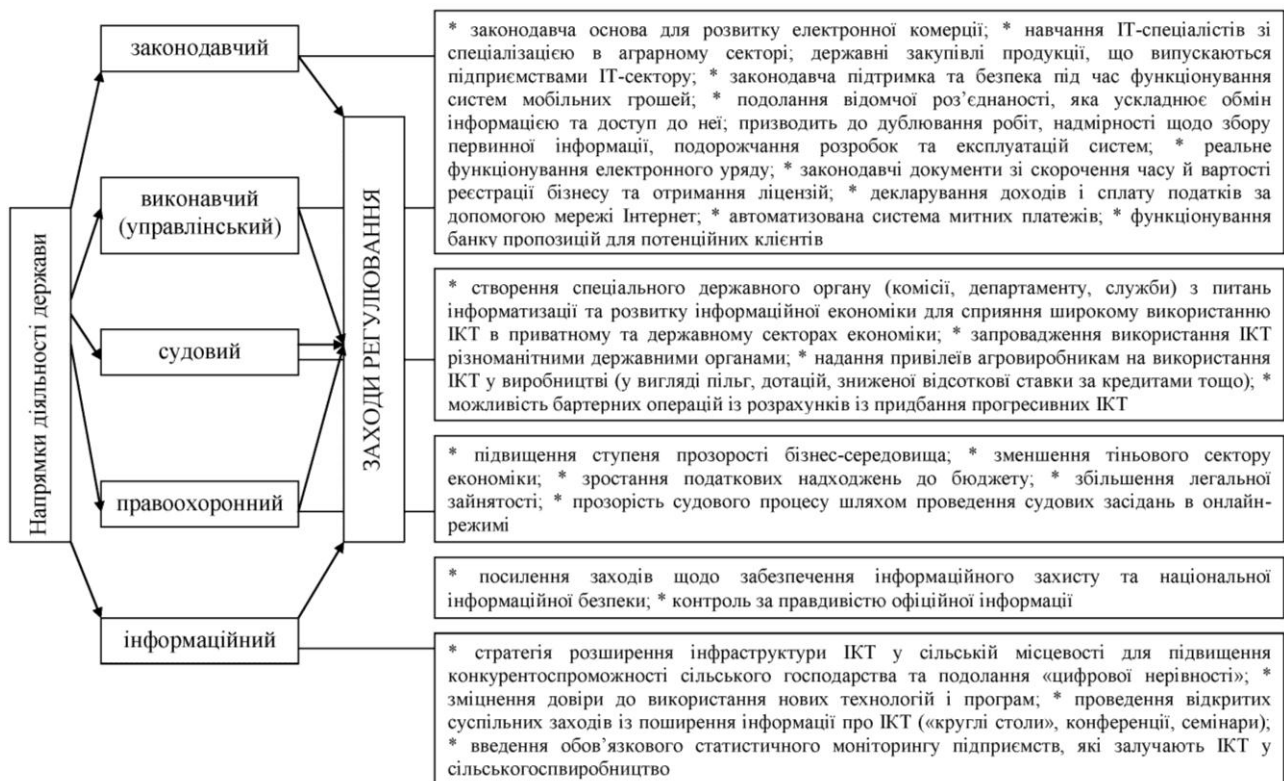 Напрямки діяльності держави
законодавчий
виконавчий
(управлінський)
судовий
правоохоронний
інформаційний
ЗАХОДИ РЕГУЛЮВАННЯ
* законодавча основа для розвитку електронної комерції; * навчання ІТ-спеціалістів зі
спеціалізацією в аграрному секторі; державні закупівлі продукції, що випускаються
підприємствами ІТ-сектору; * законодавча підтримка та безпека під час функціонування
систем мобільних грошей; * подолання відомчої роз’єднаності, яка ускладнює обмін
інформацією та доступ до неї; призводить до дублювання робіт, надмірності щодо збору
первинної інформації, подорожчання розробок та експлуатацій систем; * реальне
функціонування електронного уряду; * законодавчі документи зі скорочення часу й вартості
реєстрації бізнесу та отримання ліцензій; * декларування доходів і сплату податків за
допомогою мережі Інтернет; * автоматизована система митних платежів; * функціонування
банку пропозицій для потенційних клієнтів
* створення спеціального державного органу (комісії, департаменту, служби) з питань
інформатизації та розвитку інформаційної економіки для сприяння широкому використанню
ІКТ в приватному та державному секторах економіки; * запровадження використання ІКТ
різноманітними державними органами; * надання привілеїв агровиробникам на використання
ІКТ у виробництві (у вигляді пільг, дотацій, зниженої відсоткові ставки за кредитами тощо); *
можливість бартерних операцій із розрахунків із придбання прогресивних ІКТ
* підвищення ступеня прозорості бізнес-середовища; * зменшення тіньового сектору
економіки; * зростання податкових надходжень до бюджету; * збільшення легальної
зайнятості; * прозорість судового процесу шляхом проведення судових засідань в онлайн-
режимі
* посилення заходів щодо забезпечення інформаційного захисту та національної
інформаційної безпеки; * контроль за правдивістю офіційної інформації
* стратегія розширення інфраструктури ІКТ у сільській місцевості для підвищення
конкурентоспроможності сільського господарства та подолання «цифрової нерівності»; *
зміцнення довіри до використання нових технологій і програм; * проведення відкритих
суспільних заходів із поширення інформації про ІКТ («круглі столи», конференції, семінари);
* введення обов’язкового статистичного моніторингу підприємств, які залучають ІКТ у
сільськогоспвиробництво